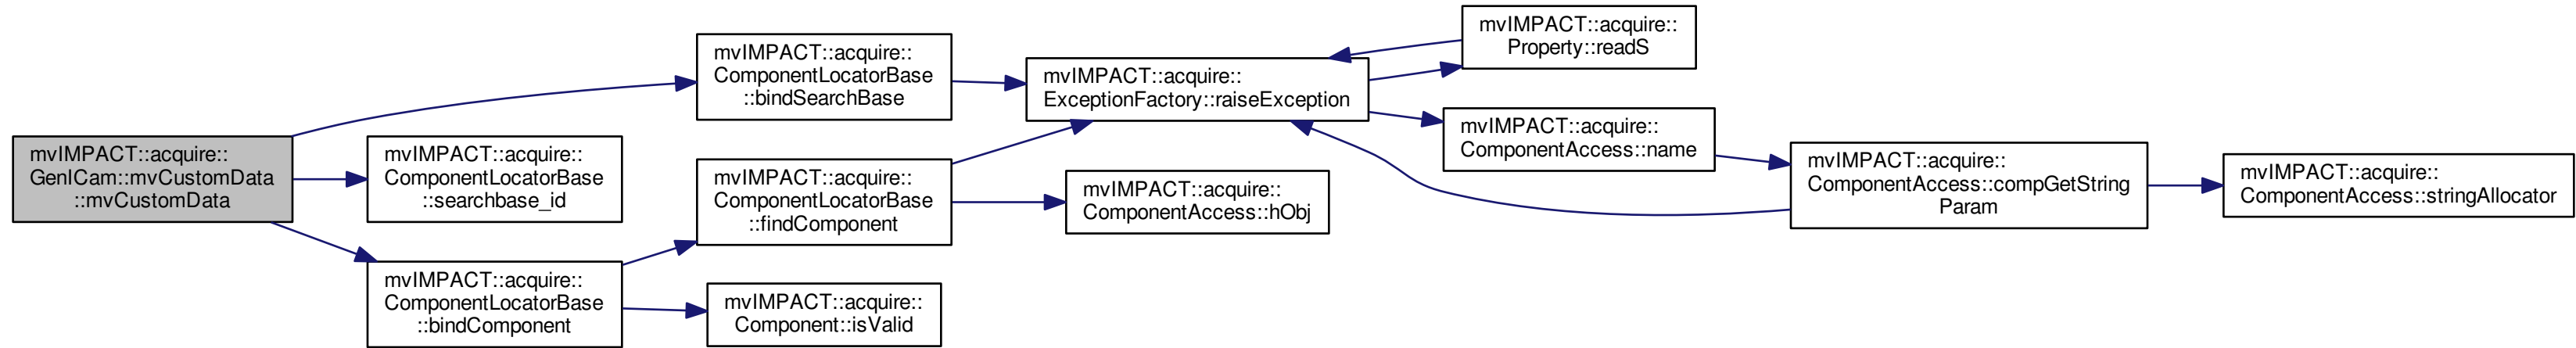 mvIMPACT::acquire::
GenICam::mvCustomData
::mvCustomData
mvIMPACT::acquire::
ComponentLocatorBase
::bindSearchBase
mvIMPACT::acquire::
ComponentLocatorBase
::searchbase_id
mvIMPACT::acquire::
ComponentLocatorBase
::bindComponent
mvIMPACT::acquire::
ComponentLocatorBase
::findComponent
mvIMPACT::acquire::
Component::isValid
mvIMPACT::acquire::
ExceptionFactory::raiseException
mvIMPACT::acquire::
ComponentAccess::hObj
mvIMPACT::acquire::
Property::readS
mvIMPACT::acquire::
ComponentAccess::name
mvIMPACT::acquire::
ComponentAccess::compGetString
Param
mvIMPACT::acquire::
ComponentAccess::stringAllocator